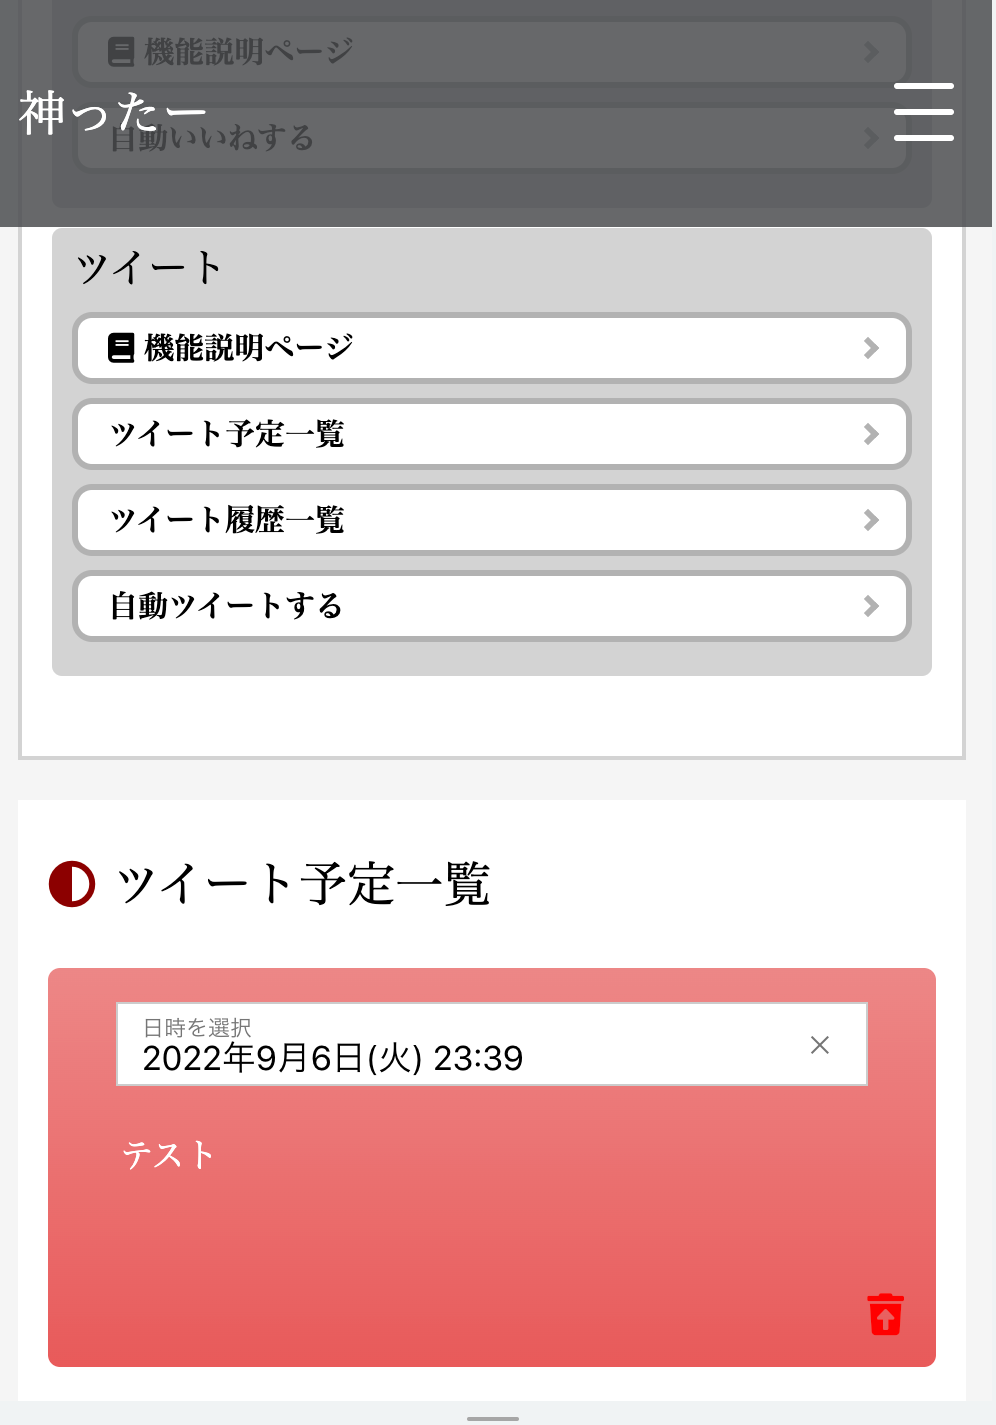 機能説明ページ
神ったー
自動いいねする
ツイート
機能説明ページ
ツイート予定一覧
ツイート履歴一覧
自動ツイートする
ツイート予定一覧
日時を選択
2022年9月6日(火) 23:39
テスト